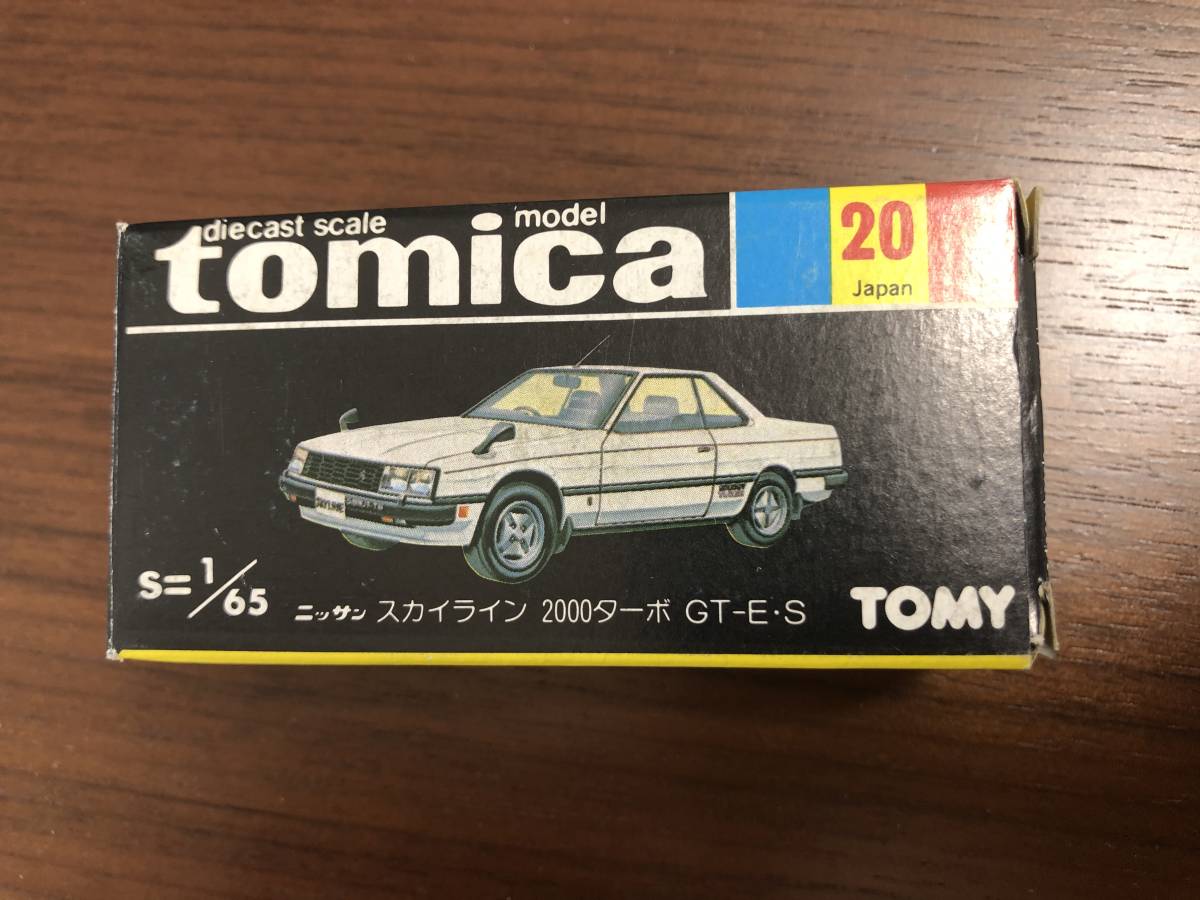 diecast scale model
tomica
20
Japan
S=1/65
ニッサン スカイライン 2000ターボ GT-E・S
TOMY